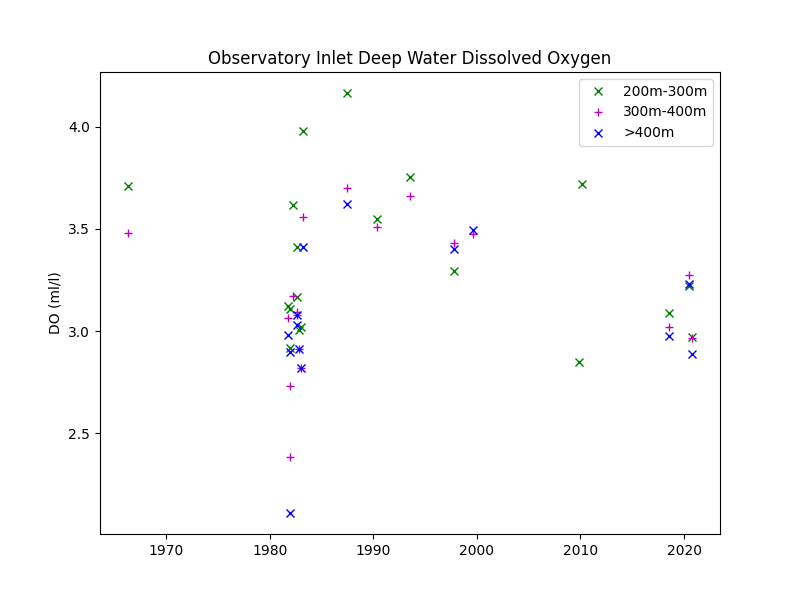 Observatory Inlet Deep Water Dissolved Oxygen
200m-300m
300m-400m
>400m
4.0
3.5
3.0
2.5
DO (ml/l)
1970 1980 1990 2000 2010 2020